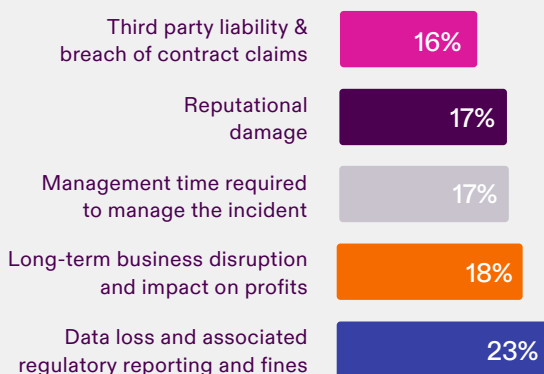 Third party liability &
breach of contract claims
16%
Reputational
damage
17%
Management time required
to manage the incident
17%
Long-term business disruption
and impact on profits
18%
Data loss and associated
regulatory reporting and fines
23%